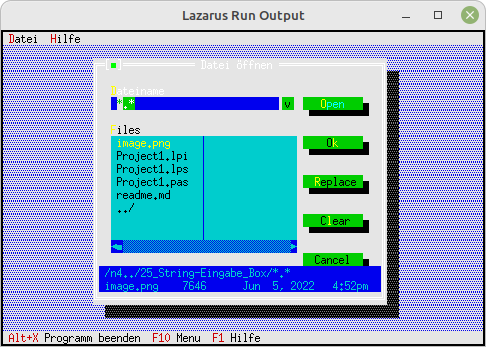 Lazarus Run Output
Datei Hilfe
Datei öffnen
Dateiname
*.*
Open
iles
image.png
Ok
Project1.lpi
Project1.lps
Project1.pas
Replace
readme.md
../
Clear
Cancel
/n4../25_String-Eingabe_Box/*.*
image.png 7646 Jun 5, 2022 4:52pm
Alt+X Programm beenden F10 Menu F1 Hilfe